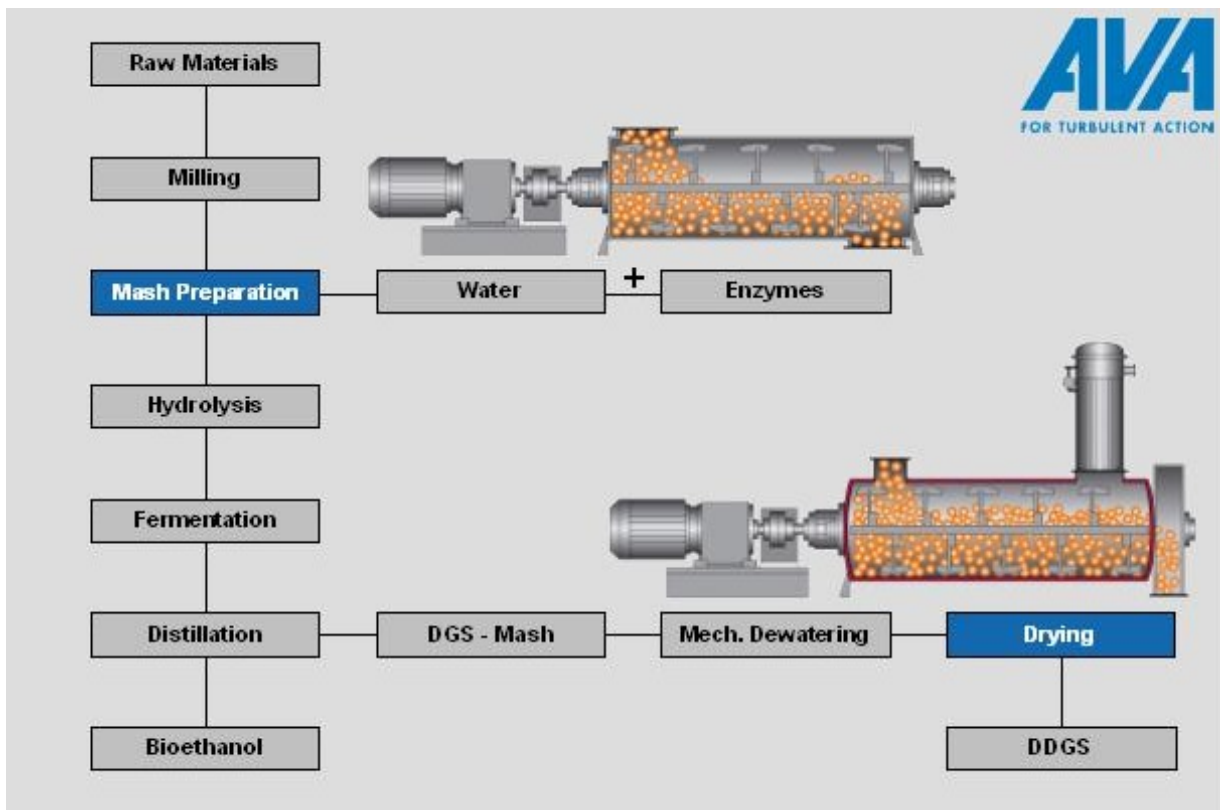 AVA
FOR TURBULENT ACTION
Raw Materials
Milling
Mash Preparation
Water
+
Enzymes
Hydrolysis
Fermentation
Distillation
DGS - Mash
Mech. Dewatering
Drying
Bioethanol
DDGS